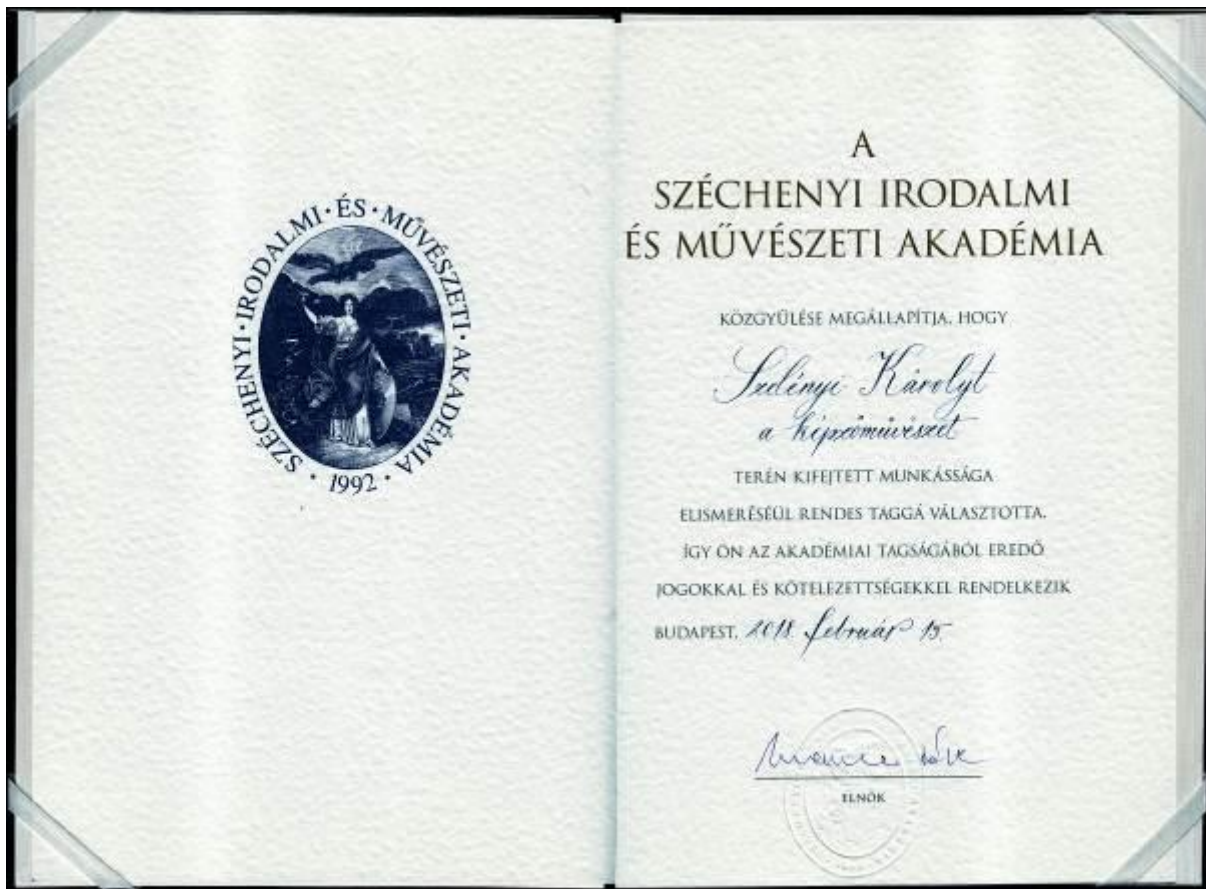 SZÉCHENYI·IRODALMI·ÉS·MŰVÉSZETI·AKADÉMIA
· 1992 ·
A
SZÉCHENYI IRODALMI
ÉS MŰVÉSZETI AKADÉMIA
KÖZGYŰLÉSE MEGÁLLAPÍTJA, HOGY
Szelényi Károlyt
a képzőművészet
TERÉN KIFEJTETT MUNKÁSSÁGA
ELISMERÉSÉÜL RENDES TAGGÁ VÁLASZTOTTA.
ÍGY ÖN AZ AKADÉMIAI TAGSÁGÁBÓL EREDŐ
JOGOKKAL ÉS KÖTELEZETTSÉGEKKEL RENDELKEZIK
BUDAPEST, 2018. február 15.
ELNÖK